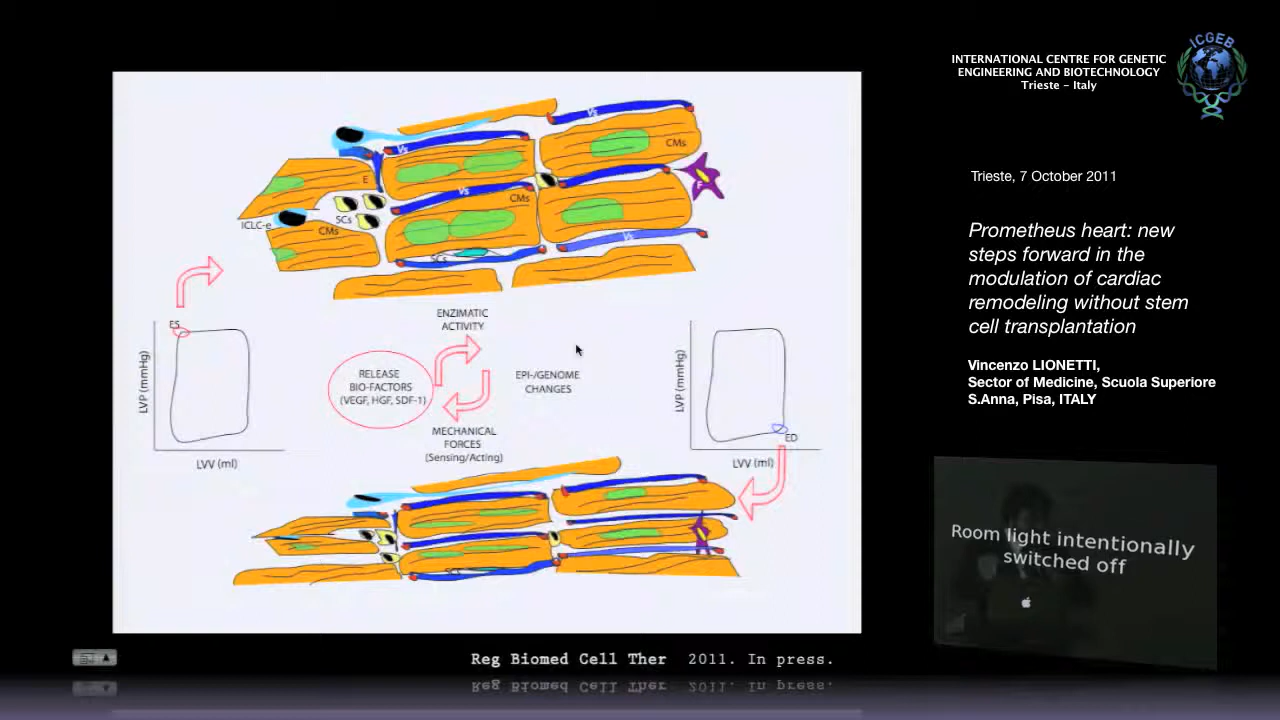 INTERNATIONAL CENTRE FOR GENETIC
ENGINEERING AND BIOTECHNOLOGY
Trieste - Italy
ICGEB
Trieste, 7 October 2011
Prometheus heart: new
steps forward in the
modulation of cardiac
remodeling without stem
cell transplantation
Vincenzo LIONETTI,
Sector of Medicine, Scuola Superiore
S.Anna, Pisa, ITALY
Room light intentionally
switched off
Vs
Vs
CMs
E
Vs
CMs
F
SCs
ICLC-e
CMs
Vs
SCs
ES
LVP (mmHg)
LVV (ml)
ENZIMATIC
ACTIVITY
RELEASE
BIO-FACTORS
(VEGF, HGF, SDF-1)
EPI-/GENOME
CHANGES
MECHANICAL
FORCES
(Sensing/Acting)
LVP (mmHg)
ED
LVV (ml)
Reg Biomed Cell Ther 2011. In press.